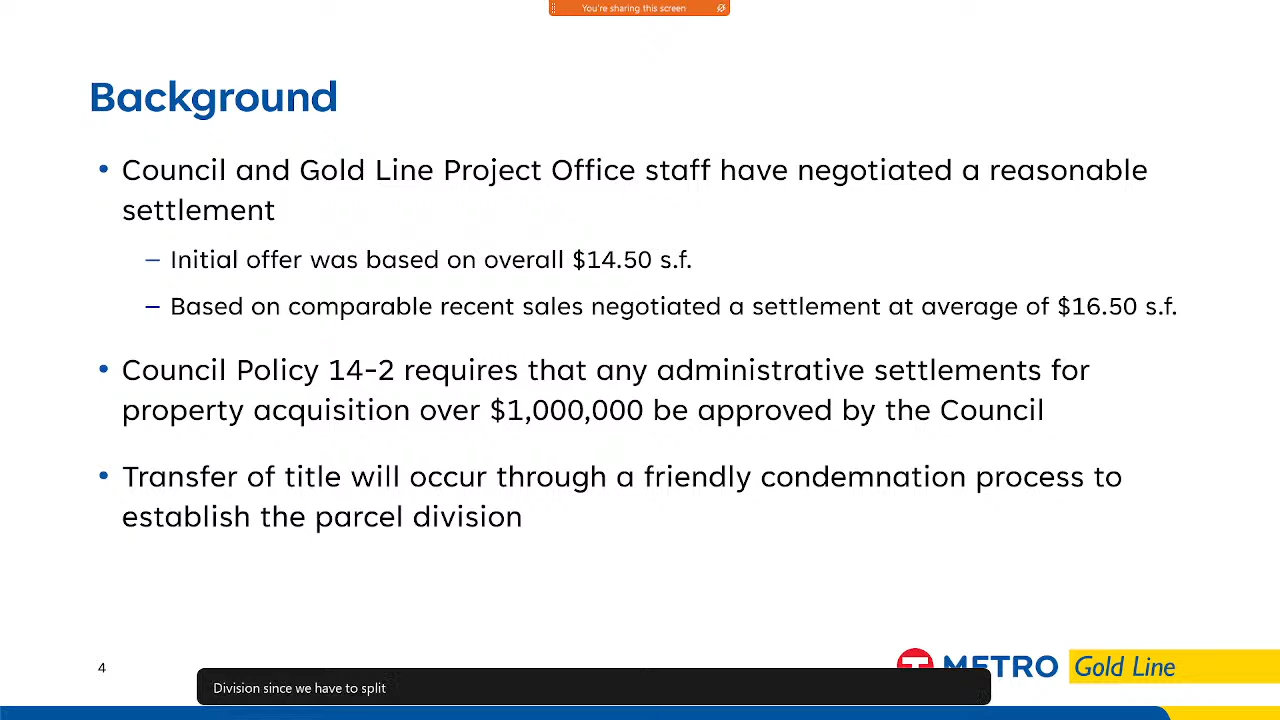 You're sharing this screen
Background
• Council and Gold Line Project Office staff have negotiated a reasonable
settlement
– Initial offer was based on overall $14.50 s.f.
– Based on comparable recent sales negotiated a settlement at average of $16.50 s.f.
• Council Policy 14-2 requires that any administrative settlements for
property acquisition over $1,000,000 be approved by the Council
• Transfer of title will occur through a friendly condemnation process to
establish the parcel division
4
T METRO Gold Line
Division since we have to split